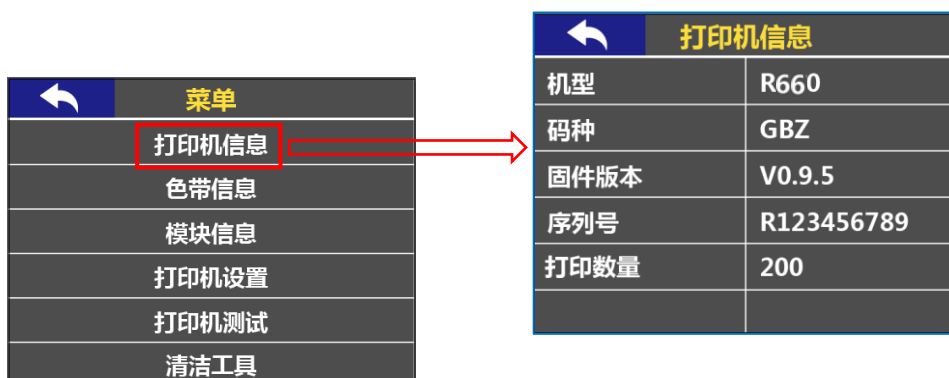 菜单
打印机信息
色带信息
模块信息
打印机设置
打印机测试
清洁工具
打印机信息
机型 R660
码种 GBZ
固件版本 V0.9.5
序列号 R123456789
打印数量 200